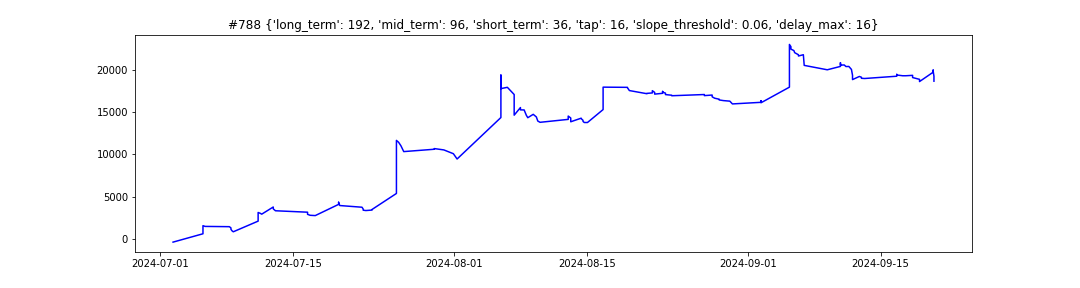 #788 {'long_term': 192, 'mid_term': 96, 'short_term': 36, 'tap': 16, 'slope_threshold': 0.06, 'delay_max': 16}
20000
15000
10000
5000
0
2024-07-01 2024-07-15 2024-08-01 2024-08-15 2024-09-01 2024-09-15